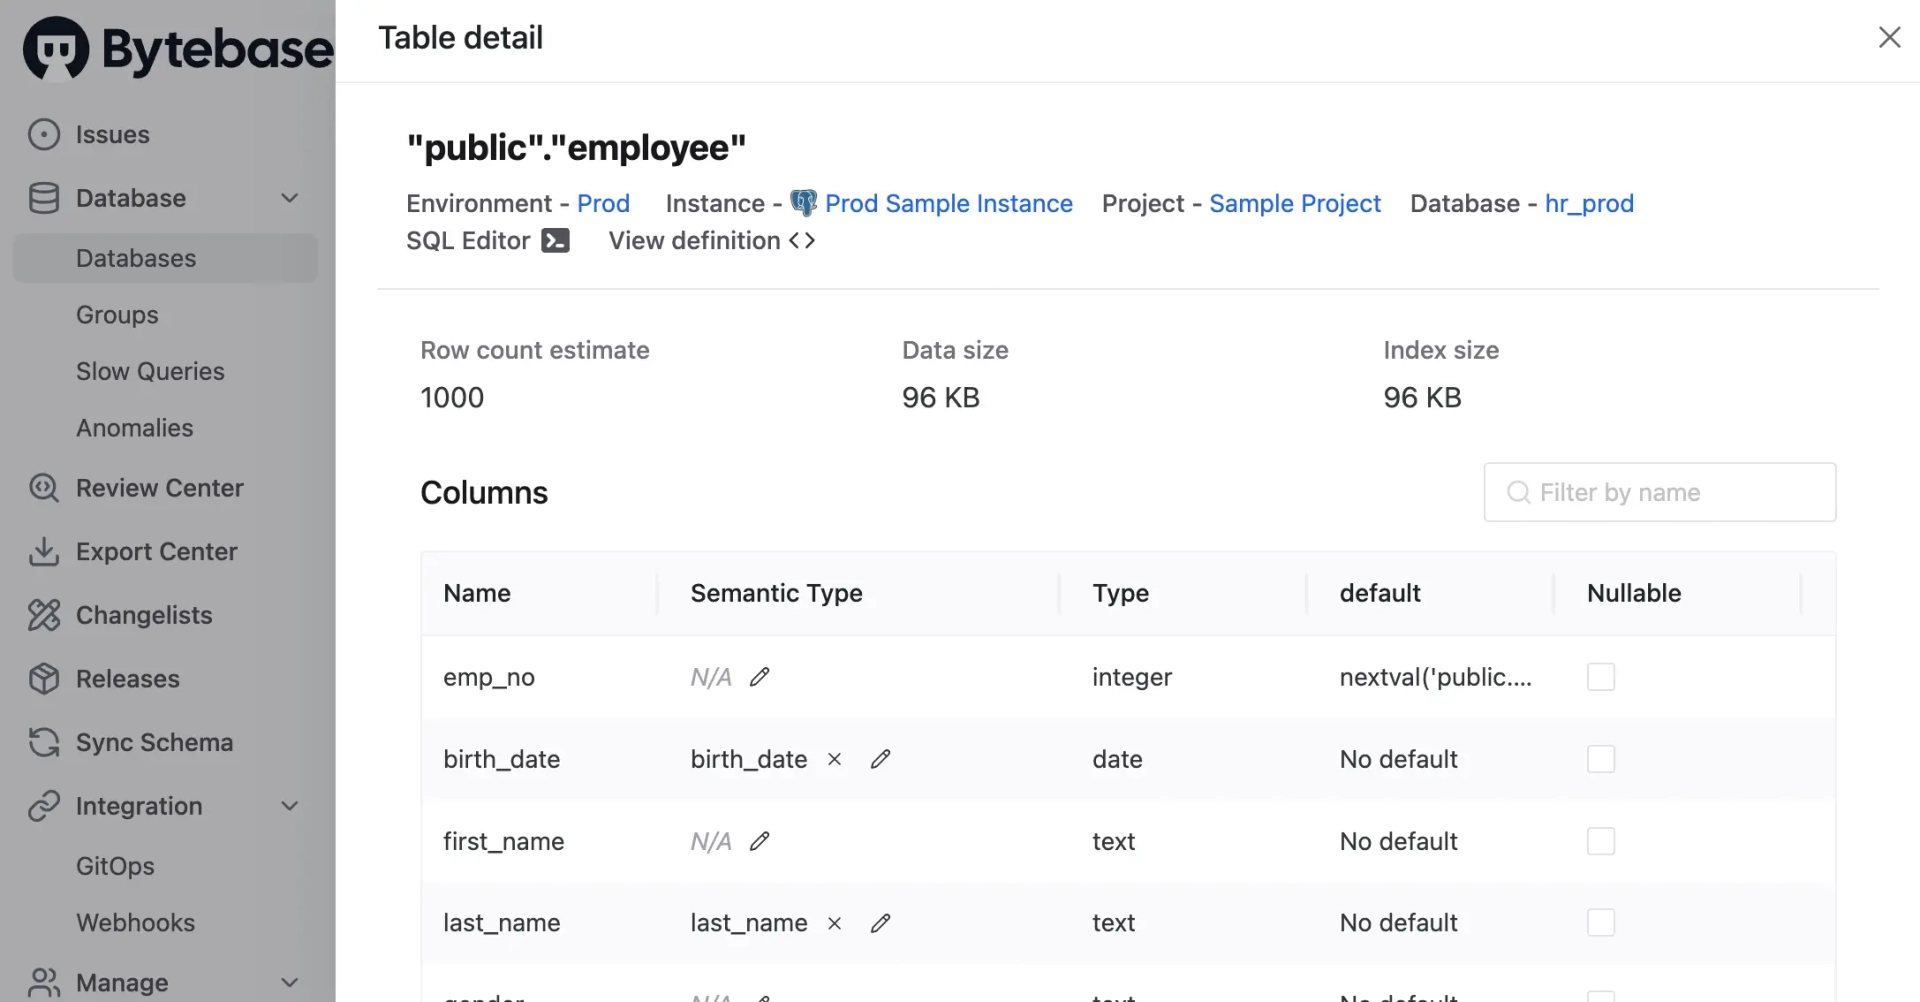 Bytebase
Issues
Database
Databases
Groups
Slow Queries
Anomalies
Review Center
Export Center
Changelists
Releases
Sync Schema
Integration
GitOps
Webhooks
Manage
Table detail
"public"."employee"
Environment - Prod Instance - Prod Sample Instance Project - Sample Project Database - hr_prod
SQL Editor View definition
Row count estimate Data size Index size
1000 96 KB 96 KB
Columns Filter by name
Name Semantic Type Type default Nullable
emp_no N/A integer nextval('public....
birth_date birth_date date No default
first_name N/A text No default
last_name last_name text No default
gender N/A text No default